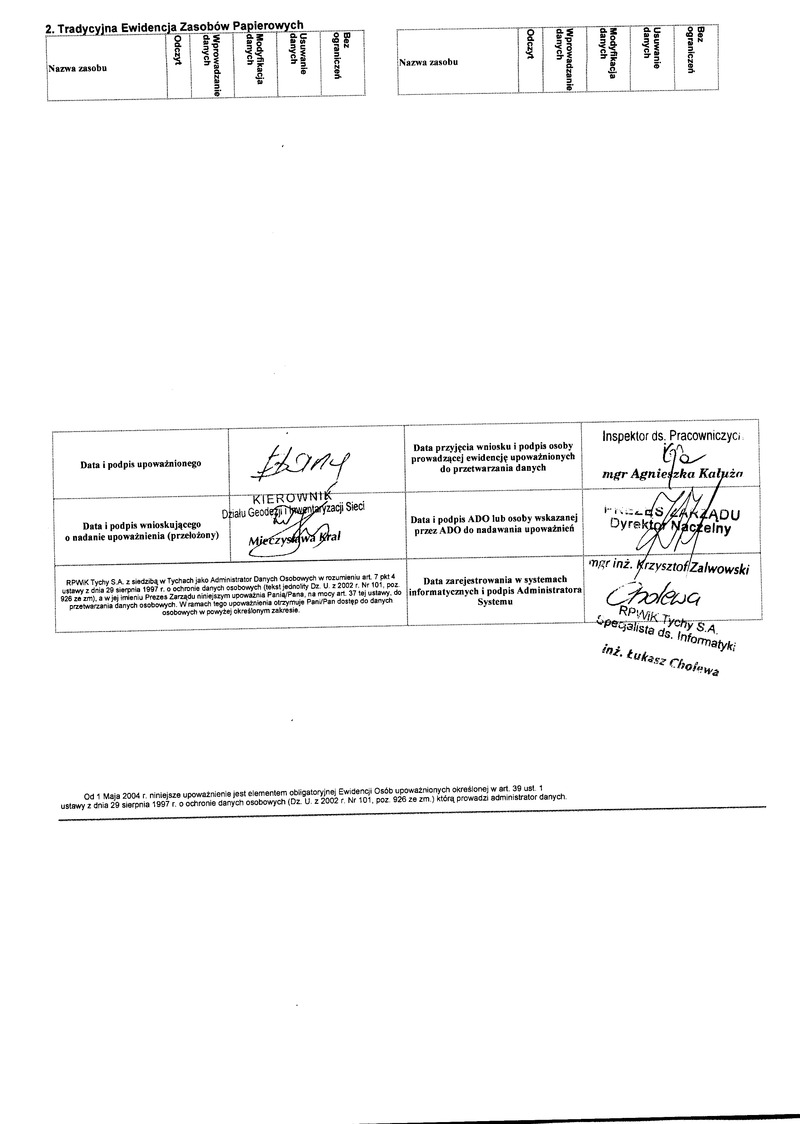 2. Tradycyjna Ewidencja Zasobów Papierowych
Nazwa zasobu
Odczyt
Wprowadzanie
danych
Modyfikacja
danych
Usuwanie
danych
Bez
ograniczeń
Nazwa zasobu
Odczyt
Wprowadzanie
danych
Modyfikacja
danych
Usuwanie
danych
Bez
ograniczeń
Data i podpis upoważnionego
Data przyjęcia wniosku i podpis osoby
prowadzącej ewidencję upoważnionych
do przetwarzania danych
Inspektor ds. Pracowniczych
mgr Agnieszka Kałuża
Data i podpis wnioskującego
o nadanie upoważnienia (przełożony)
KIEROWNIK
Działu Geodezji i Inwentaryzacji Sieci
Mieczysława Kral
Data i podpis ADO lub osoby wskazanej
przez ADO do nadawania upoważnień
PREZES ZARZĄDU
Dyrektor Naczelny
mgr inż. Krzysztof Zalwowski
RPWiK Tychy S.A. z siedzibą w Tychach jako Administrator Danych Osobowych w rozumieniu art. 7 pkt 4
ustawy z dnia 29 sierpnia 1997 r. o ochronie danych osobowych (tekst jednolity Dz. U. z 2002 r. Nr 101, poz.
926 ze zm), a w jej imieniu Prezes Zarządu niniejszym upoważnia Panią/Pana, na mocy art. 37 tej ustawy, do
przetwarzania danych osobowych. W ramach tego upoważnienia otrzymuje Pani/Pan dostęp do danych
osobowych w powyżej określonym zakresie.
Data zarejestrowania w systemach
informatycznych i podpis Administratora
Systemu
Cholewa
RPWiK Tychy S.A.
Specjalista ds. Informatyki
inż. Łukasz Cholewa
Od 1 Maja 2004 r. niniejsze upoważnienie jest elementem obligatoryjnej Ewidencji Osób upoważnionych określonej w art. 39 ust. 1
ustawy z dnia 29 sierpnia 1997 r. o ochronie danych osobowych (Dz. U. z 2002 r. Nr 101, poz. 926 ze zm.) którą prowadzi administrator danych.